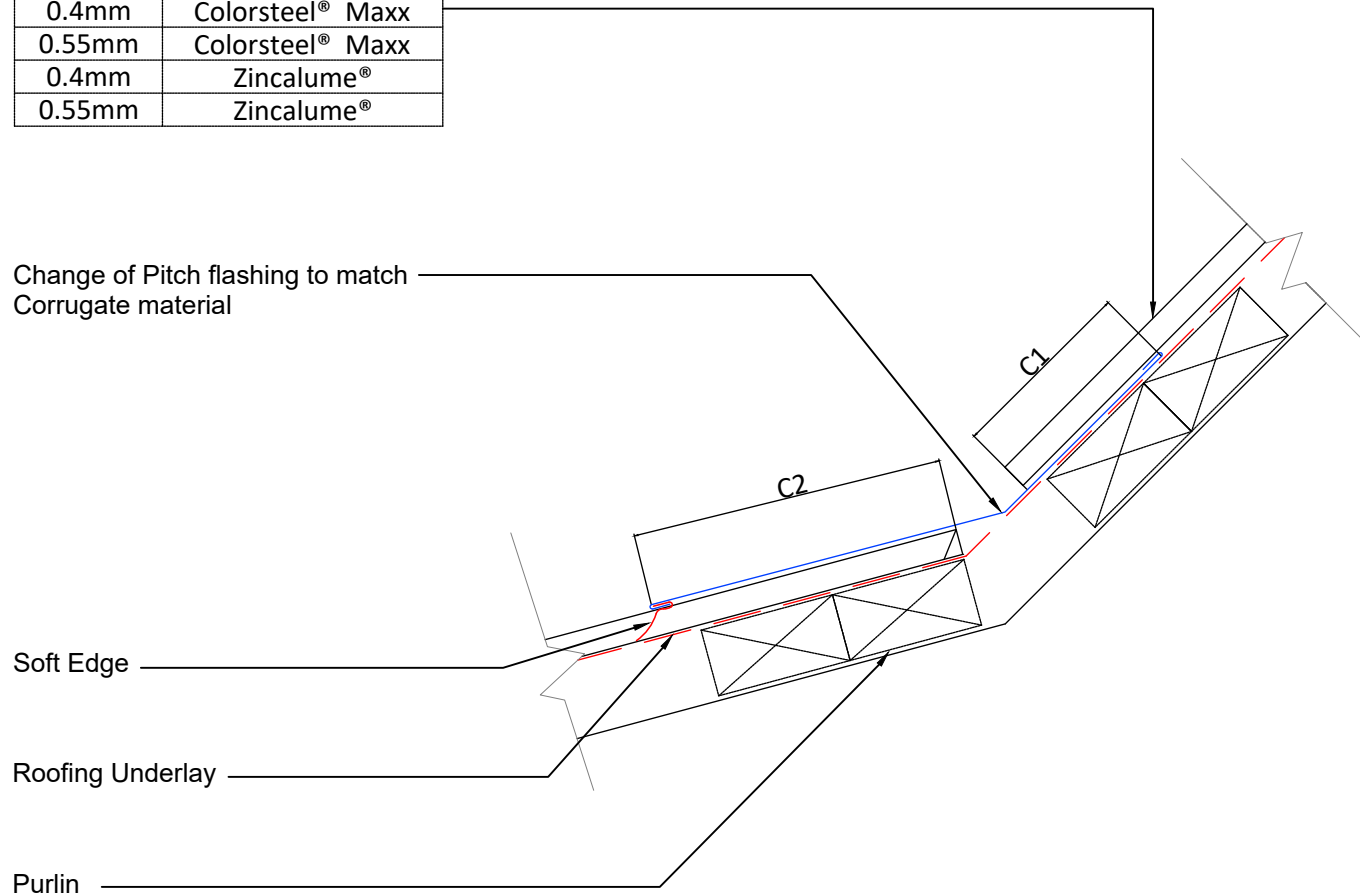 0.4mm Colorsteel® Maxx
0.55mm Colorsteel® Maxx
0.4mm Zincalume®
0.55mm Zincalume®
Change of Pitch flashing to match
Corrugate material
C1
C2
Soft Edge
Roofing Underlay
Purlin